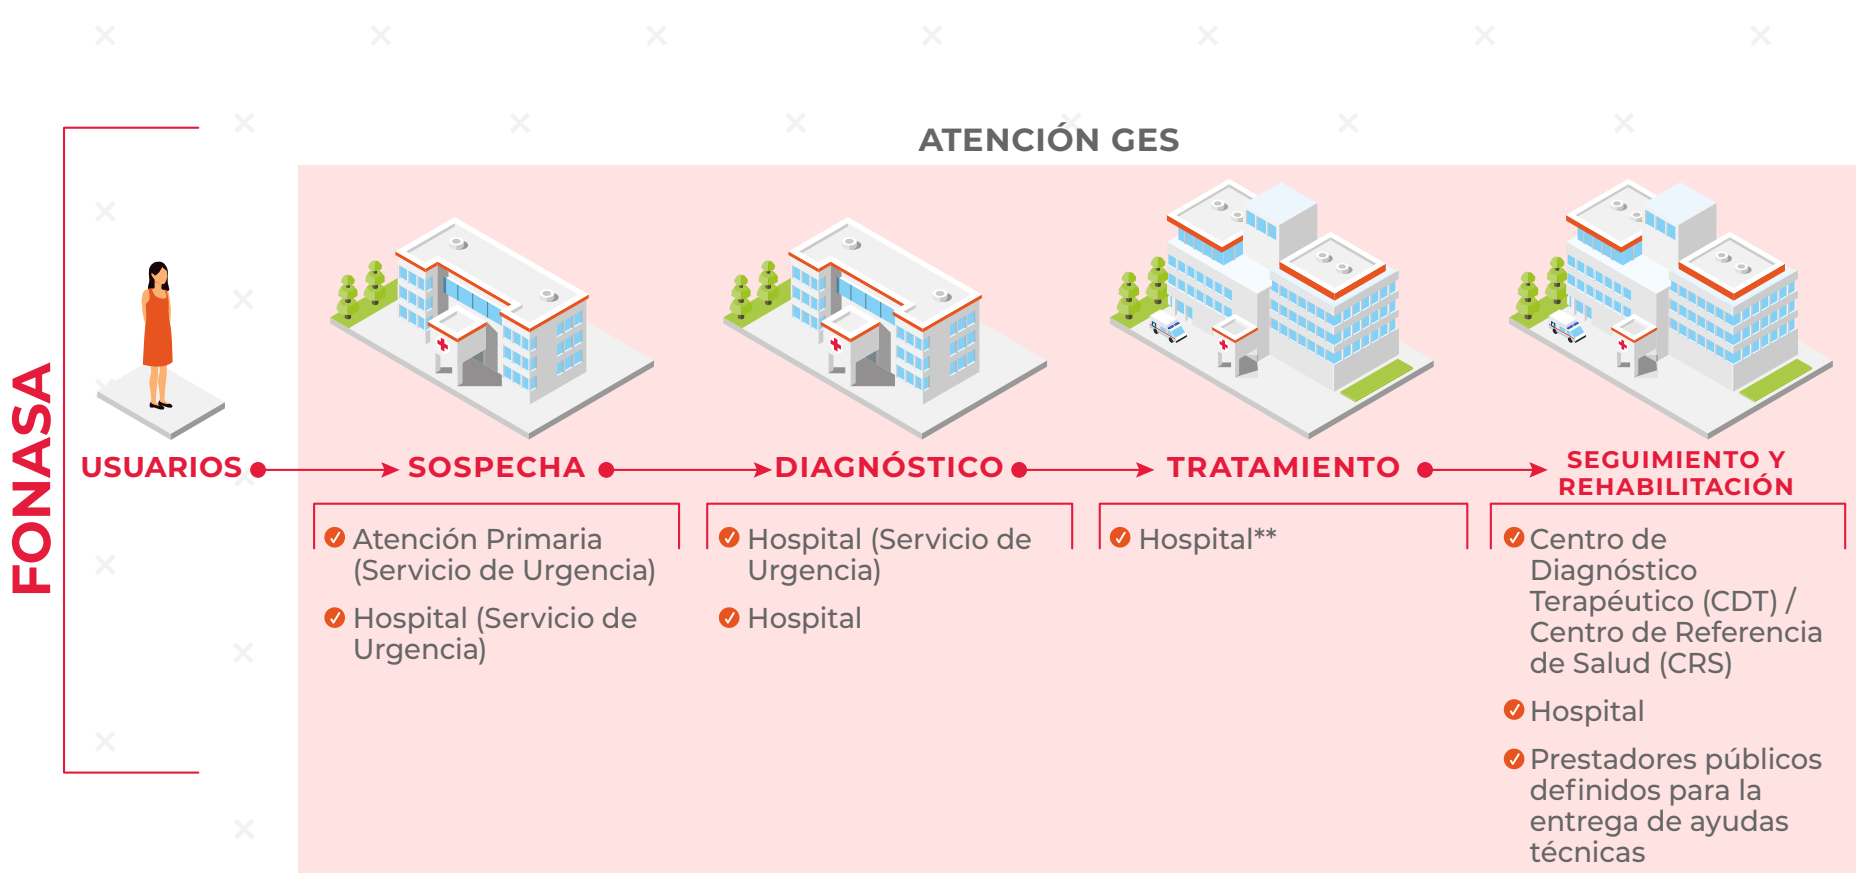 ATENCIÓN GES
FONASA
USUARIOS
SOSPECHA
DIAGNÓSTICO
TRATAMIENTO
SEGUIMIENTO Y
REHABILITACIÓN
Atención Primaria
(Servicio de Urgencia)
Hospital (Servicio de
Urgencia)
Hospital (Servicio de
Urgencia)
Hospital
Hospital**
Centro de
Diagnóstico
Terapéutico (CDT) /
Centro de Referencia
de Salud (CRS)
Hospital
Prestadores públicos
definidos para la
entrega de ayudas
técnicas